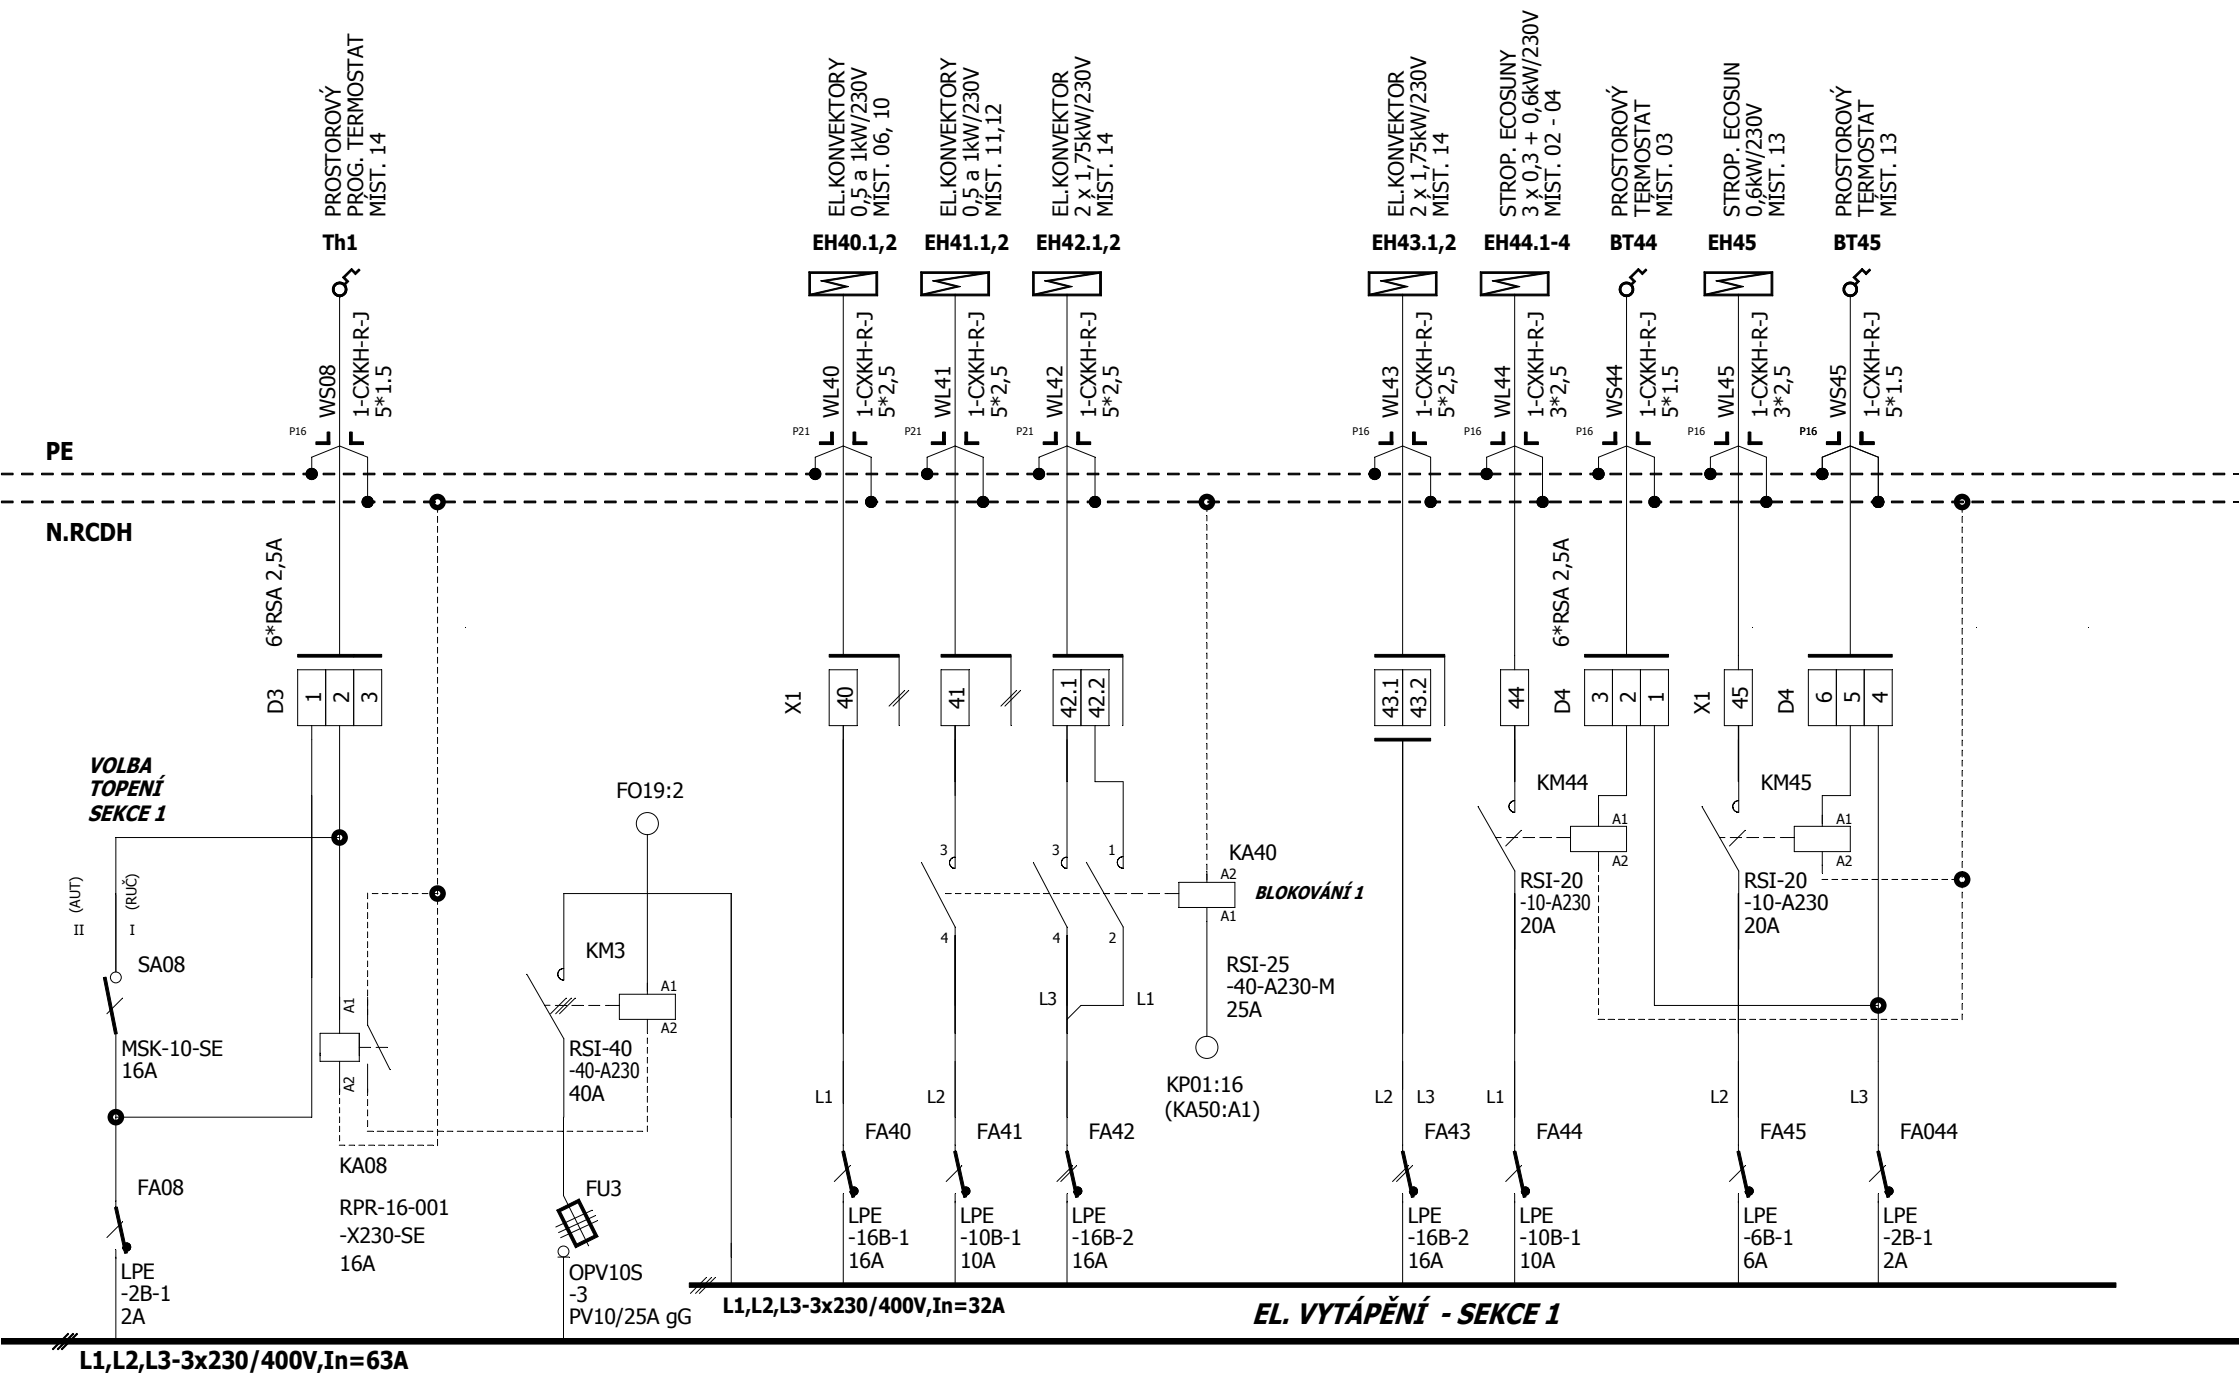 PROSTOROVÝ
PROG. TERMOSTAT
MÍST. 14
Th1
EL.KONVEKTORY
0,5 a 1kW/230V
MÍST. 06, 10
EH40.1,2
EL.KONVEKTORY
0,5 a 1kW/230V
MÍST. 11,12
EH41.1,2
EL.KONVEKTOR
2 x 1,75kW/230V
MÍST. 14
EH42.1,2
EL.KONVEKTOR
2 x 1,75kW/230V
MÍST. 14
EH43.1,2
STROP. ECOSUNY
3 x 0,3 + 0,6kW/230V
MÍST. 02 - 04
EH44.1-4
PROSTOROVÝ
TERMOSTAT
MÍST. 03
BT44
STROP. ECOSUN
0,6kW/230V
MÍST. 13
EH45
PROSTOROVÝ
TERMOSTAT
MÍST. 13
BT45
WS08
1-CXKH-R-J
5*1.5
P16
WL40
1-CXKH-R-J
5*2,5
P21
WL41
1-CXKH-R-J
5*2,5
P21
WL42
1-CXKH-R-J
5*2,5
P21
WL43
1-CXKH-R-J
5*2,5
P16
WL44
1-CXKH-R-J
3*2,5
P16
WS44
1-CXKH-R-J
5*1.5
P16
WL45
1-CXKH-R-J
3*2,5
P16
WS45
1-CXKH-R-J
5*1.5
P16
PE
N.RCDH
6*RSA 2,5A
D3
1
2
3
X1
40
41
42.1
42.2
43.1
43.2
44
6*RSA 2,5A
D4
3
2
1
X1
45
D4
6
5
4
VOLBA
TOPENÍ
SEKCE 1
II (AUT)
I (RUČ)
SA08
MSK-10-SE
16A
FA08
LPE
-2B-1
2A
A1
A2
KA08
RPR-16-001
-X230-SE
16A
FO19:2
KM3
A1
A2
RSI-40
-40-A230
40A
FU3
OPV10S
-3
PV10/25A gG
3
4
3
4
1
2
L3
L1
KA40
A2
A1
BLOKOVÁNÍ 1
RSI-25
-40-A230-M
25A
KP01:16
(KA50:A1)
KM44
A1
A2
RSI-20
-10-A230
20A
KM45
A1
A2
RSI-20
-10-A230
20A
L1
FA40
LPE
-16B-1
16A
L2
FA41
LPE
-10B-1
10A
FA42
LPE
-16B-2
16A
L2
L3
FA43
LPE
-16B-2
16A
L1
FA44
LPE
-10B-1
10A
L2
FA45
LPE
-6B-1
6A
L3
FA044
LPE
-2B-1
2A
L1,L2,L3-3x230/400V,In=32A
EL. VYTÁPĚNÍ - SEKCE 1
L1,L2,L3-3x230/400V,In=63A